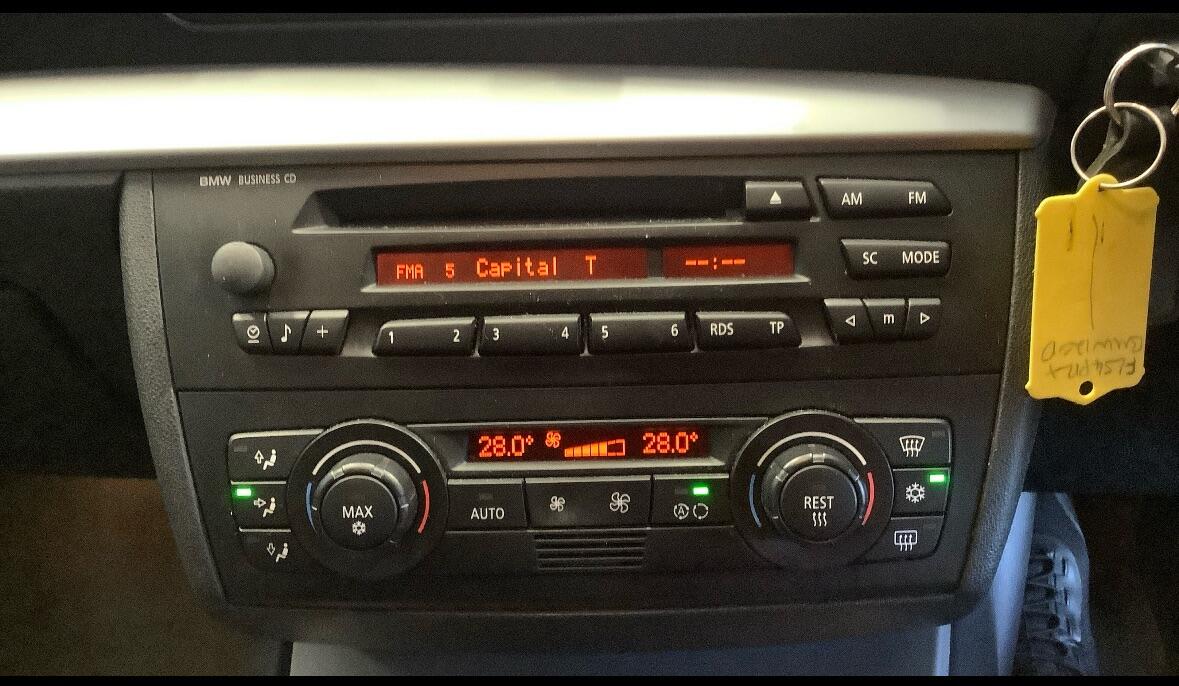 BMW BUSINESS CD
AM FM
FMA 5 Capital T --:--
SC MODE
1 2 3 4 5 6 RDS TP
m
28.0° 28.0°
MAX
AUTO
A
REST